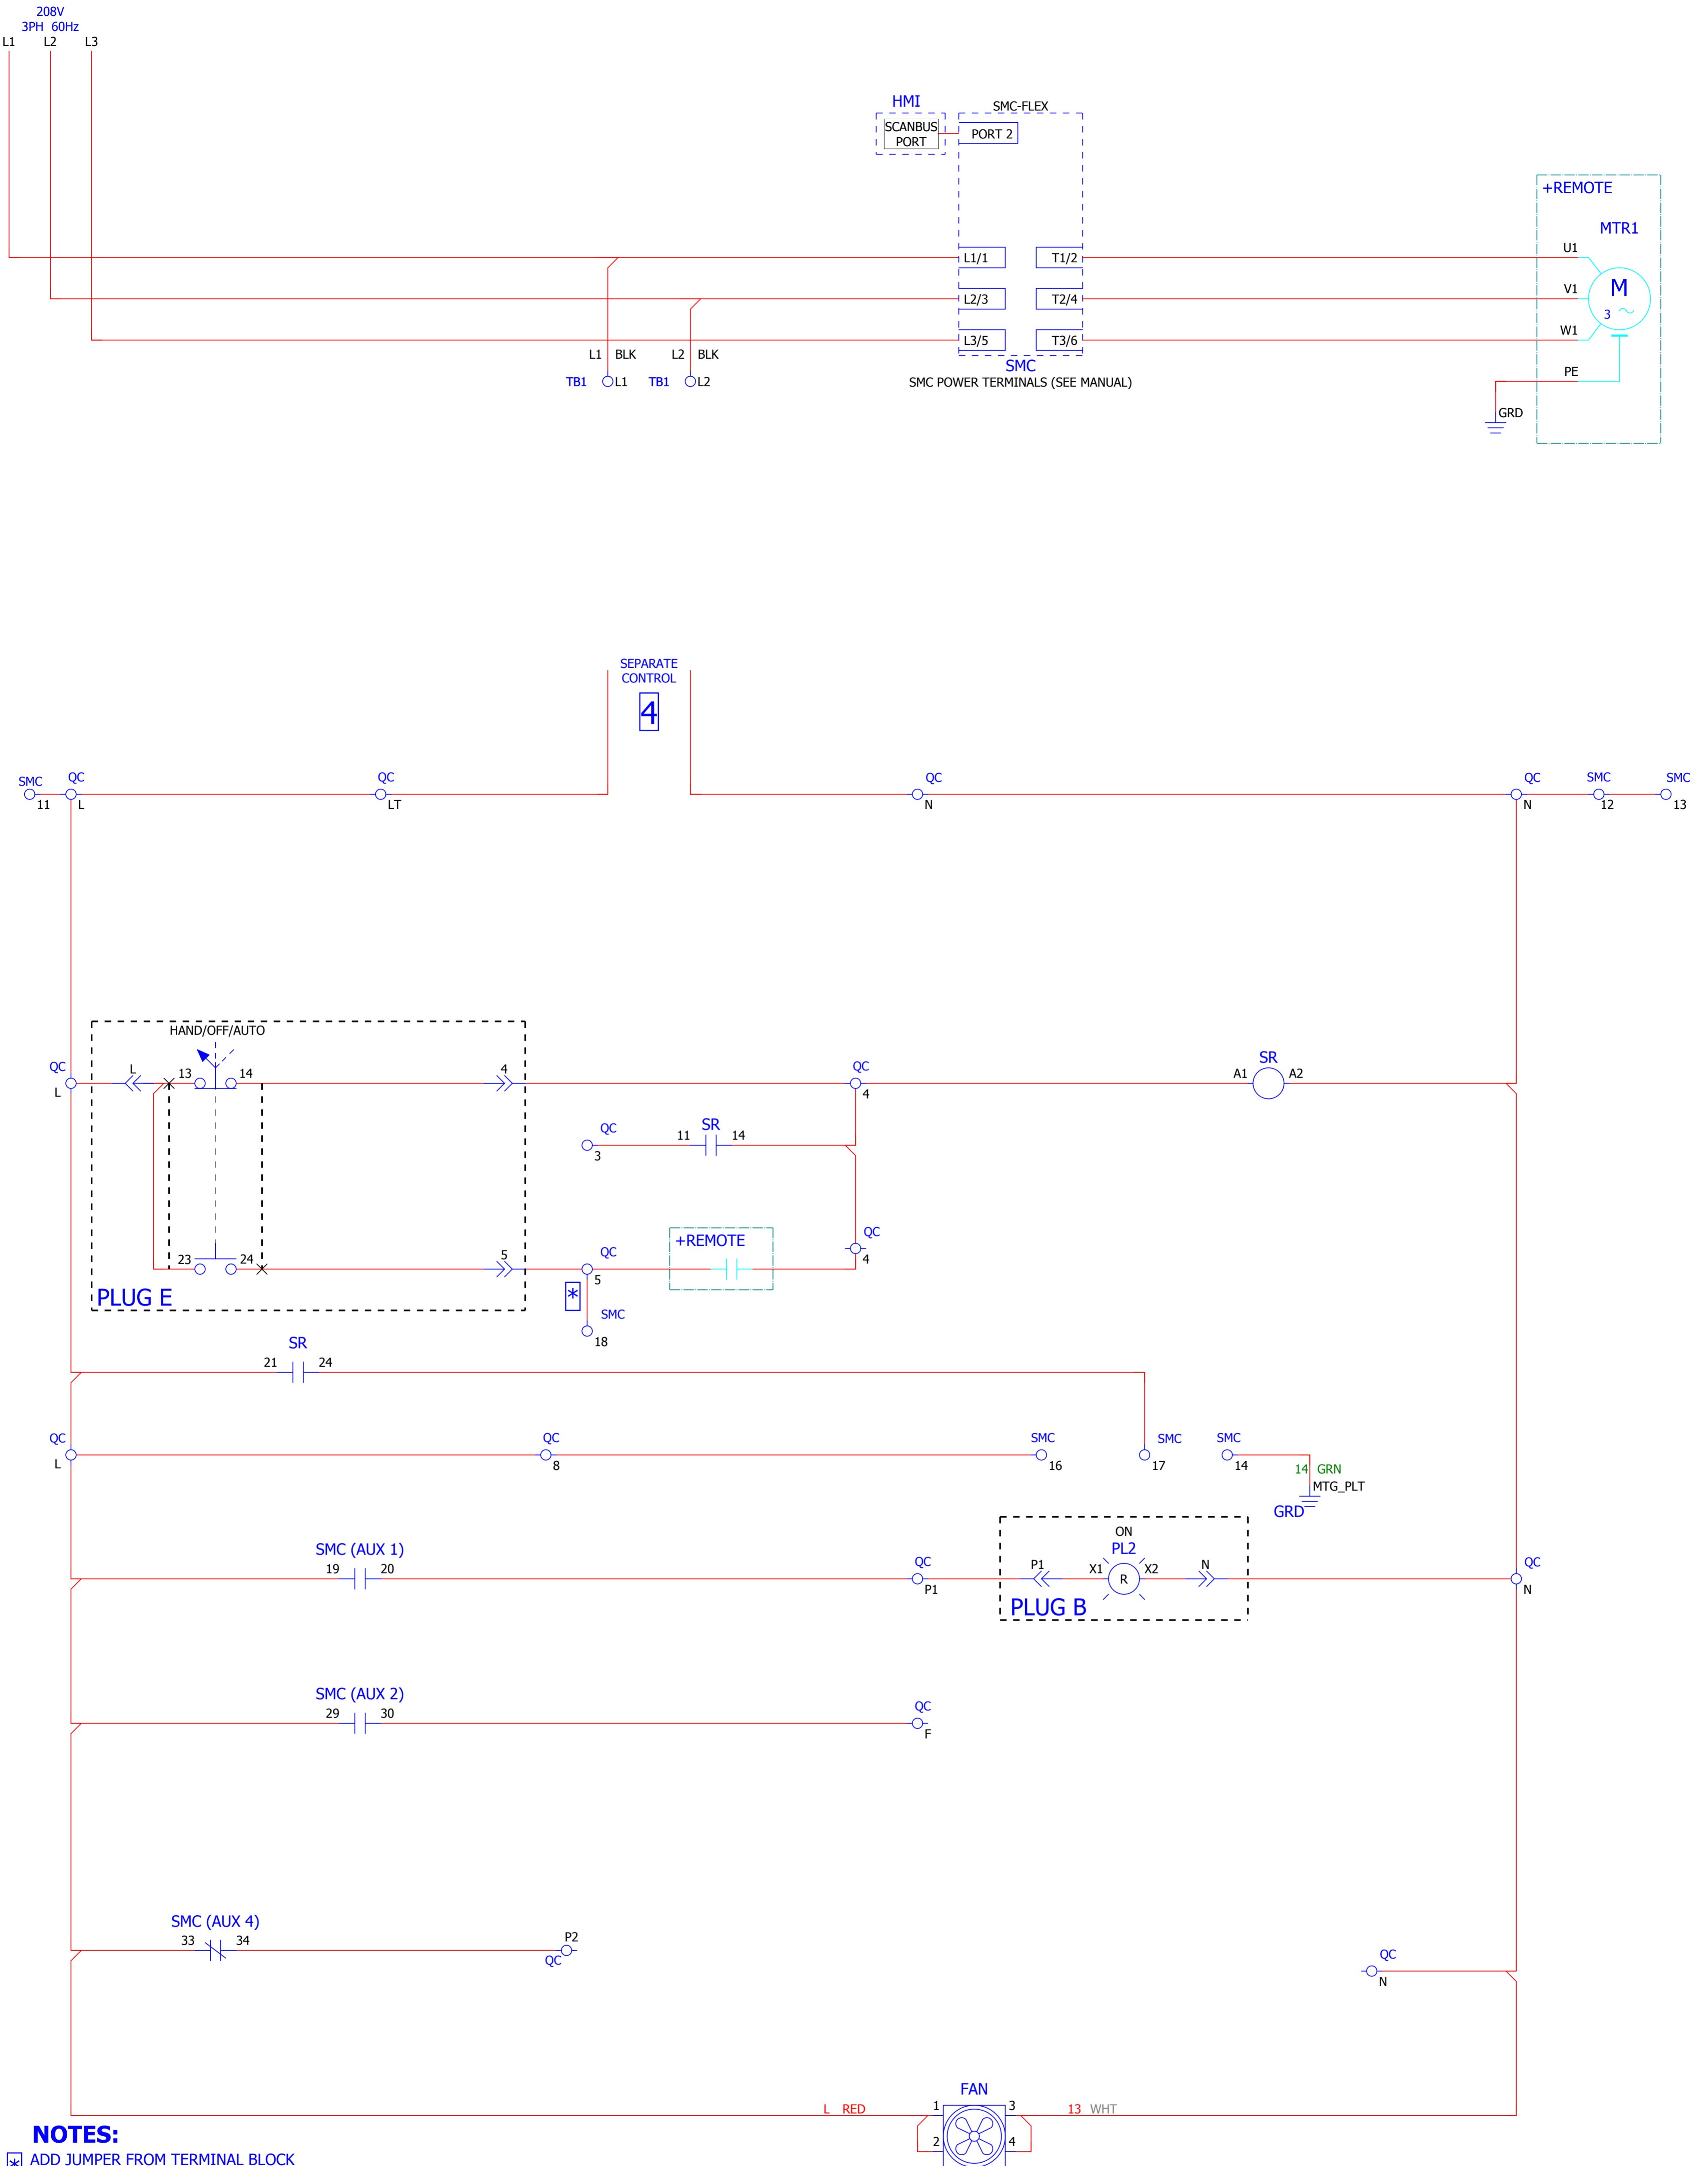 208V
3PH 60Hz
L1 L2 L3
HMI
SCANBUS
PORT
SMC-FLEX
PORT 2
+REMOTE
MTR1
L1/1 T1/2 U1
L2/3 T2/4 V1
M
3
L3/5 T3/6 W1
L1 BLK L2 BLK
SMC
TB1 L1 TB1 L2
SMC POWER TERMINALS (SEE MANUAL)
PE
GRD
SEPARATE
CONTROL
4
SMC QC QC QC QC SMC SMC
11 L LT N N 12 13
HAND/OFF/AUTO
QC L 13 14 4 QC SR
A1 A2
L 4
QC SR
11 14
3
+REMOTE QC
23 24 5 QC
5 4
PLUG E
* SMC
18
SR
21 24
QC QC SMC SMC SMC
L 8 16 17 14
14 GRN
MTG_PLT
GRD
ON
PL2
SMC (AUX 1)
19 20 QC P1 X1 R X2 N QC
P1 N
PLUG B
SMC (AUX 2)
29 30 QC
F
SMC (AUX 4)
33 34 P2
QC
QC
N
FAN
L RED 1 3 13 WHT
2 4
NOTES:
* ADD JUMPER FROM TERMINAL BLOCK